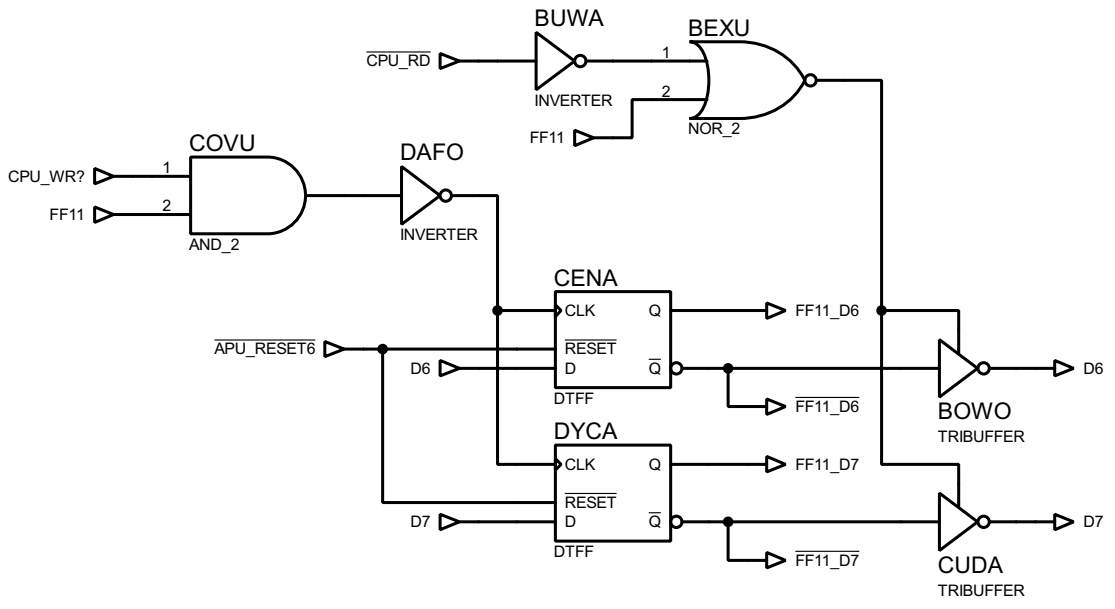 BUWA
BEXU
CPU_RD
1
INVERTER
2
FF11
NOR_2
COVU
DAFO
CPU_WR?
1
FF11
2
AND_2
INVERTER
CENA
CLK
Q
FF11_D6
APU_RESET6
RESET
D6
D
Q
D6
DTFF
FF11_D6
BOWO
TRIBUFFER
DYCA
CLK
Q
FF11_D7
RESET
D7
D
Q
D7
DTFF
FF11_D7
CUDA
TRIBUFFER